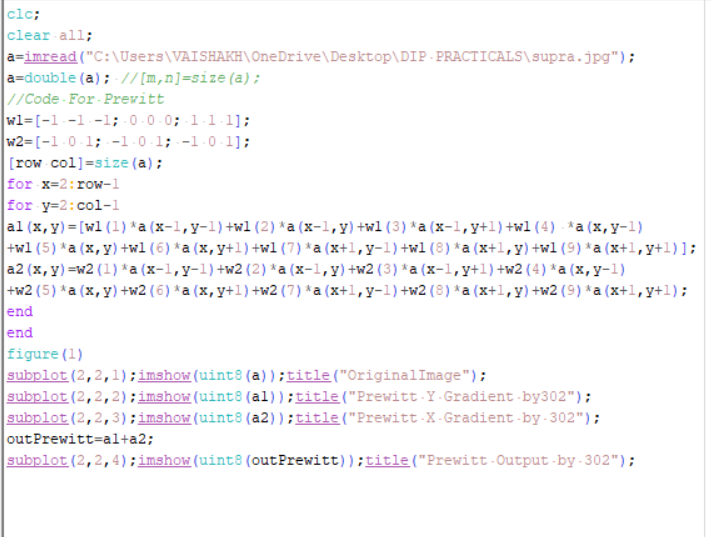 clc;
clear all;
a=imread("C:\Users\VAISHAKH\OneDrive\Desktop\DIP PRACTICALS\supra.jpg");
a=double(a); //[m,n]=size(a);
//Code For Prewitt
w1=[-1 -1 -1; 0 0 0; 1 1 1];
w2=[-1 0 1; -1 0 1; -1 0 1];
[row col]=size(a);
for x=2:row-1
for y=2:col-1
a1(x,y)=[w1(1)*a(x-1,y-1)+w1(2)*a(x-1,y)+w1(3)*a(x-1,y+1)+w1(4) *a(x,y-1)
+w1(5)*a(x,y)+w1(6)*a(x,y+1)+w1(7)*a(x+1,y-1)+w1(8)*a(x+1,y)+w1(9)*a(x+1,y+1)];
a2(x,y)=w2(1)*a(x-1,y-1)+w2(2)*a(x-1,y)+w2(3)*a(x-1,y+1)+w2(4)*a(x,y-1)
+w2(5)*a(x,y)+w2(6)*a(x,y+1)+w2(7)*a(x+1,y-1)+w2(8)*a(x+1,y)+w2(9)*a(x+1,y+1);
end
end
figure(1)
subplot(2,2,1);imshow(uint8(a));title("OriginalImage");
subplot(2,2,2);imshow(uint8(a1));title("Prewitt Y Gradient by302");
subplot(2,2,3);imshow(uint8(a2));title("Prewitt X Gradient by 302");
outPrewitt=a1+a2;
subplot(2,2,4);imshow(uint8(outPrewitt));title("Prewitt Output by 302");